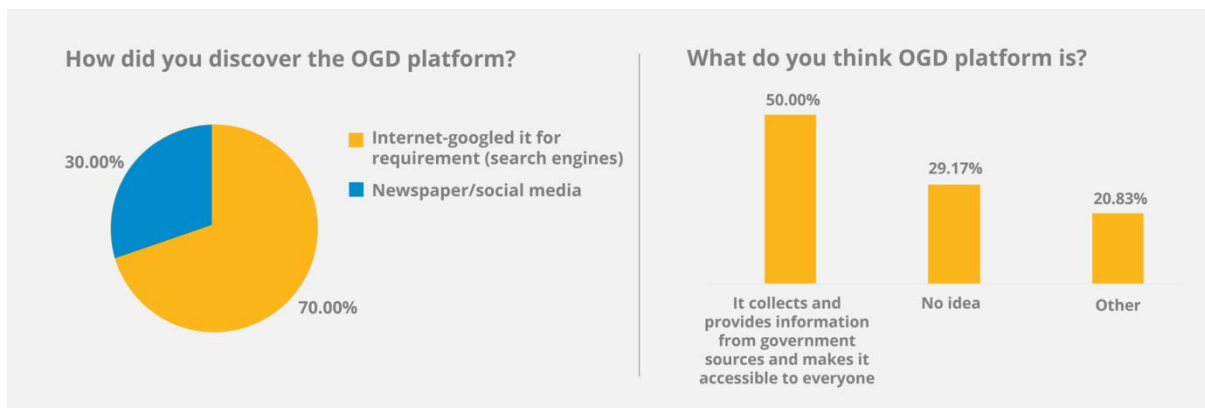 How did you discover the OGD platform?
30.00%
70.00%
Internet-googled it for
requirement (search engines)
Newspaper/social media
What do you think OGD platform is?
50.00%
29.17%
20.83%
It collects and
provides information
from government
sources and makes it
accessible to everyone
No idea
Other